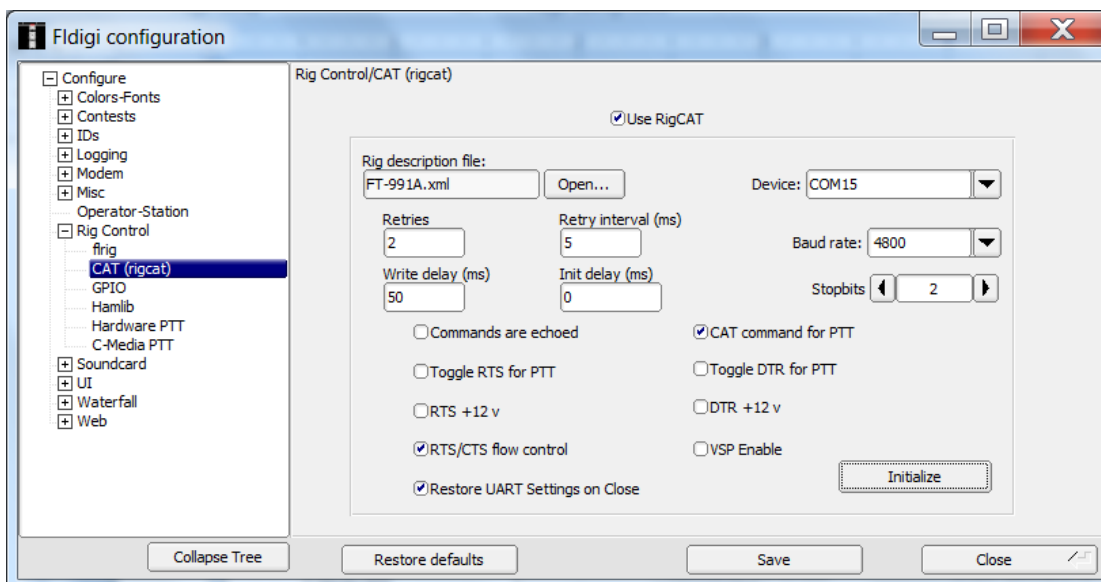 Fldigi configuration
Configure
Colors-Fonts
Contests
IDs
Logging
Modem
Misc
Operator-Station
Rig Control
flrig
CAT (rigcat)
GPIO
Hamlib
Hardware PTT
C-Media PTT
Soundcard
UI
Waterfall
Web
Collapse Tree
Rig Control/CAT (rigcat)
Use RigCAT
Rig description file:
FT-991A.xml Open... Device: COM15
Retries Retry interval (ms)
2 5 Baud rate: 4800
Write delay (ms) Init delay (ms)
50 0 Stopbits 2
Commands are echoed CAT command for PTT
Toggle RTS for PTT Toggle DTR for PTT
RTS +12 v DTR +12 v
RTS/CTS flow control VSP Enable
Initialize
Restore UART Settings on Close
Restore defaults Save Close